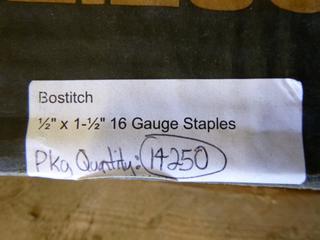 Bostitch
½" x 1-½" 16 Gauge Staples
Pkg Quantity: 14250